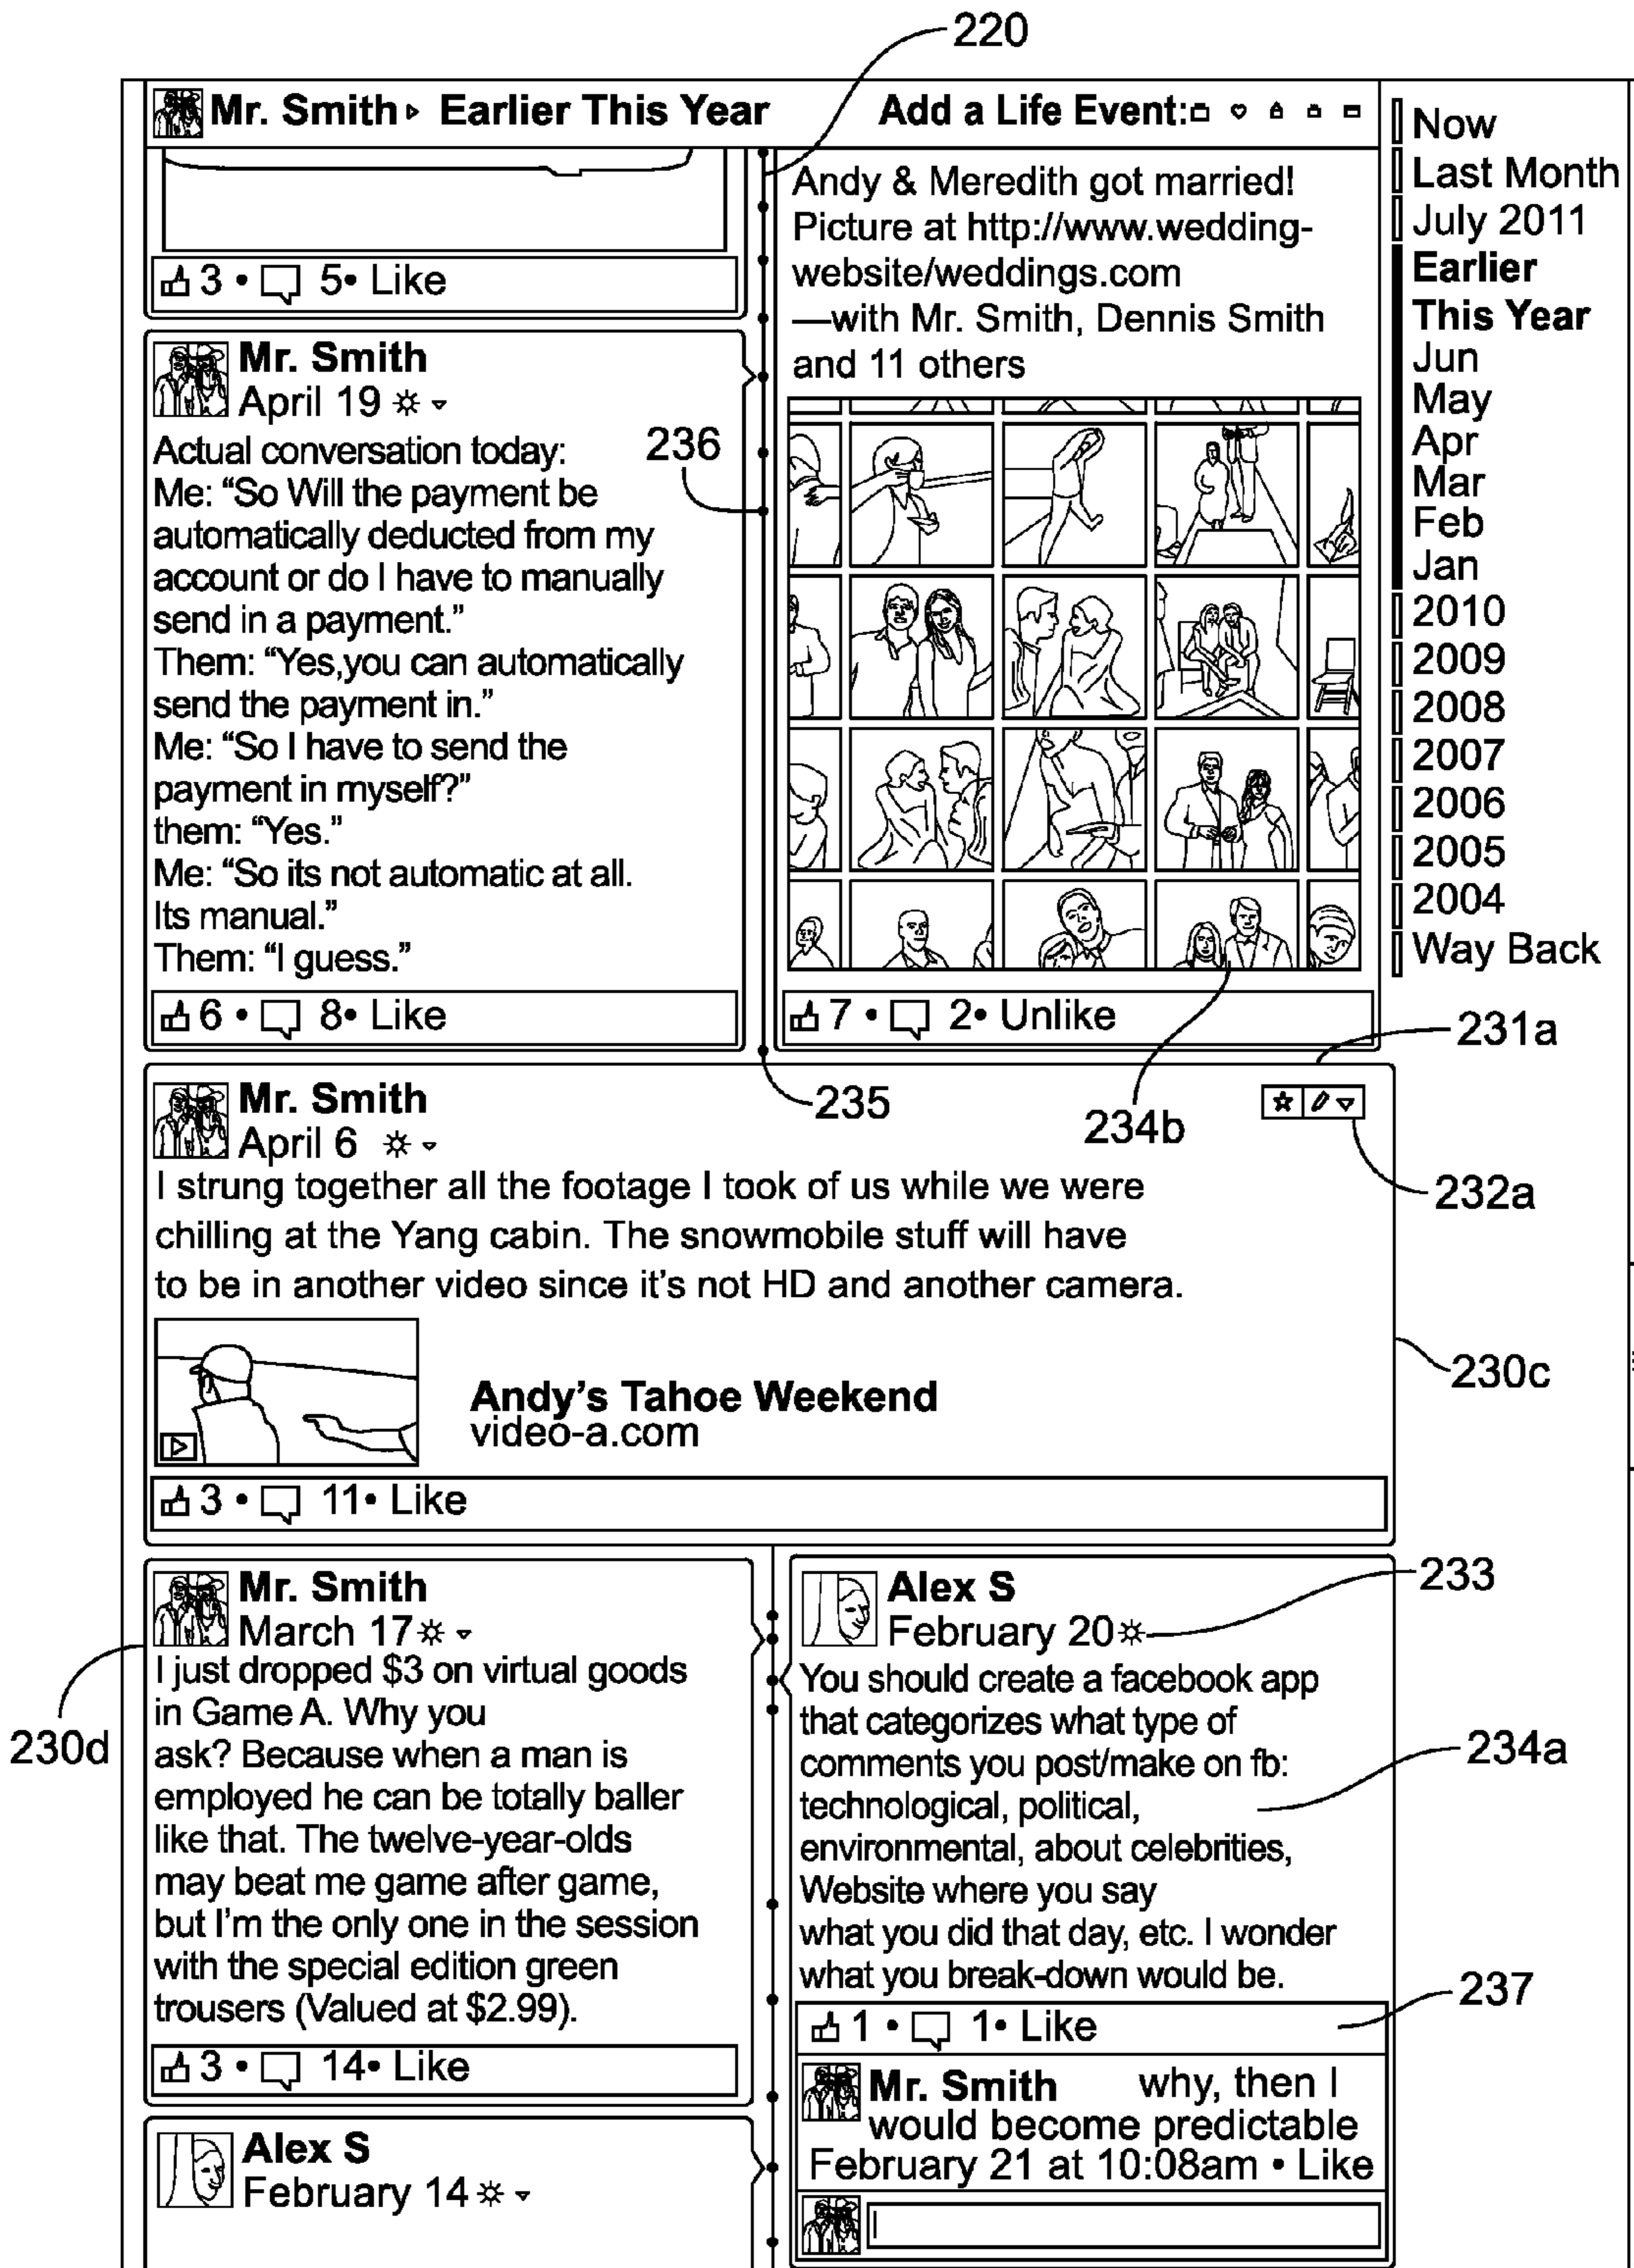 220
Mr. Smith Earlier This Year
Add a Life Event:
3 • 5• Like
Mr. Smith
April 19
236
Actual conversation today:
Me: “So Will the payment be
automatically deducted from my
account or do I have to manually
send in a payment.”
Them: “Yes,you can automatically
send the payment in.”
Me: “So I have to send the
payment in myself?”
them: “Yes.”
Me: “So its not automatic at all.
Its manual.”
Them: “I guess.”
6 • 8• Like
Andy & Meredith got married!
Picture at http://www.wedding-
website/weddings.com
—with Mr. Smith, Dennis Smith
and 11 others
7 • 2• Unlike
Now
Last Month
July 2011
Earlier
This Year
Jun
May
Apr
Mar
Feb
Jan
2010
2009
2008
2007
2006
2005
2004
Way Back
231a
235
234b
232a
Mr. Smith
April 6
I strung together all the footage I took of us while we were
chilling at the Yang cabin. The snowmobile stuff will have
to be in another video since it’s not HD and another camera.
230c
Andy’s Tahoe Weekend
video-a.com
3 • 11• Like
Mr. Smith
March 17
I just dropped $3 on virtual goods
in Game A. Why you
ask? Because when a man is
employed he can be totally baller
like that. The twelve-year-olds
may beat me game after game,
but I’m the only one in the session
with the special edition green
trousers (Valued at $2.99).
3 • 14• Like
230d
Alex S
February 14
Alex S
February 20
233
You should create a facebook app
that categorizes what type of
comments you post/make on fb:
technological, political,
environmental, about celebrities,
Website where you say
what you did that day, etc. I wonder
what you break-down would be.
234a
1 • 1• Like
237
Mr. Smith why, then I
would become predictable
February 21 at 10:08am • Like